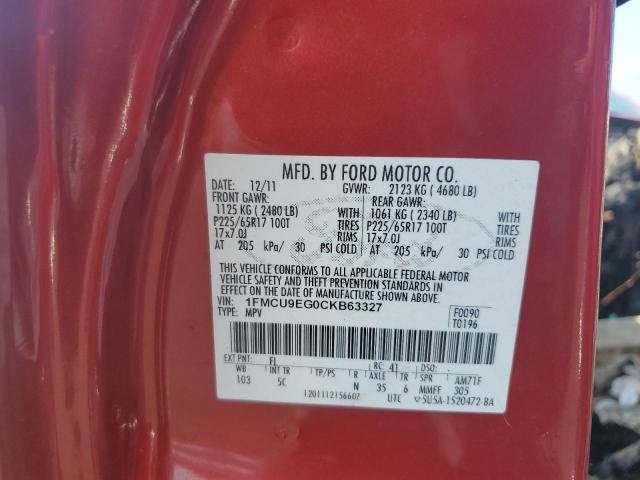 MFD. BY FORD MOTOR CO.
DATE: 12/11 GVWR: 2123 KG ( 4680 LB)
FRONT GAWR: REAR GAWR:
1125 KG ( 2480 LB) WITH 1061 KG ( 2340 LB) WITH
P225/65R17 100T TIRES P225/65R17 100T TIRES
17x7.0J RIMS 17x7.0J RIMS
AT 205 kPa/ 30 PSI COLD AT 205 kPa/ 30 PSI COLD
THIS VEHICLE CONFORMS TO ALL APPLICABLE FEDERAL MOTOR
VEHICLE SAFETY AND THEFT PREVENTION STANDARDS IN
EFFECT ON THE DATE OF MANUFACTURE SHOWN ABOVE.
VIN: 1FMCU9EG0CKB63327 F0090
TYPE: MPV T0196
EXT PNT: FL RC: 41
WB INT TR TP/PS R AXLE TR SPR AM71F
103 5C N 35 6 MMFF 305
1201112156607 UTC ▽5USA-1520472-BA